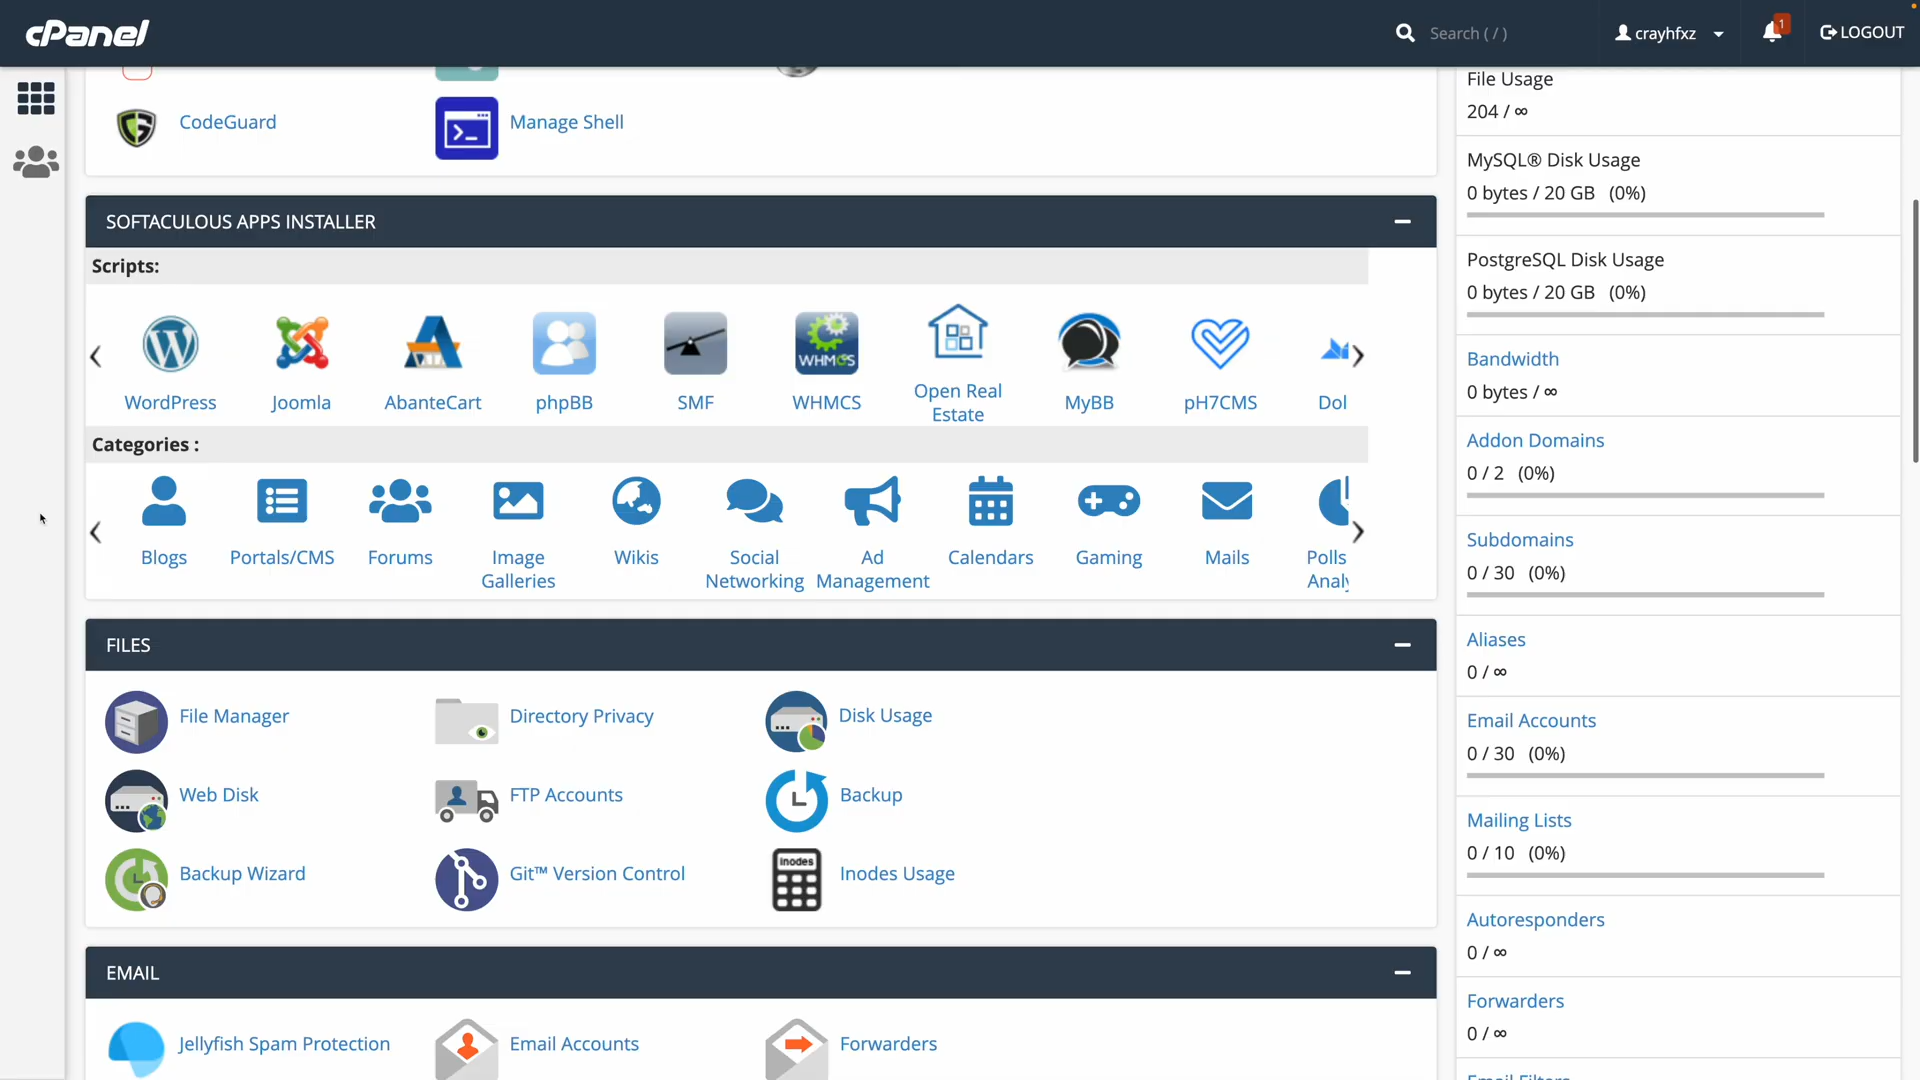 cPanel
Search ( / )
crayhfxz
1
LOGOUT
CodeGuard
Manage Shell
SOFTACULOUS APPS INSTALLER
Scripts:
WordPress
Joomla
AbanteCart
phpBB
SMF
WHMCS
WHMCS
Open Real
Estate
MyBB
pH7CMS
Dol
Categories :
Blogs
Portals/CMS
Forums
Image
Galleries
Wikis
Social
Networking
Ad
Management
Calendars
Gaming
Mails
Polls
Analy
FILES
File Manager
Directory Privacy
Disk Usage
Web Disk
FTP Accounts
Backup
Backup Wizard
Git™ Version Control
Inodes
Inodes Usage
EMAIL
Jellyfish Spam Protection
Email Accounts
Forwarders
File Usage
204 / ∞
MySQL® Disk Usage
0 bytes / 20 GB (0%)
PostgreSQL Disk Usage
0 bytes / 20 GB (0%)
Bandwidth
0 bytes / ∞
Addon Domains
0 / 2 (0%)
Subdomains
0 / 30 (0%)
Aliases
0 / ∞
Email Accounts
0 / 30 (0%)
Mailing Lists
0 / 10 (0%)
Autoresponders
0 / ∞
Forwarders
0 / ∞